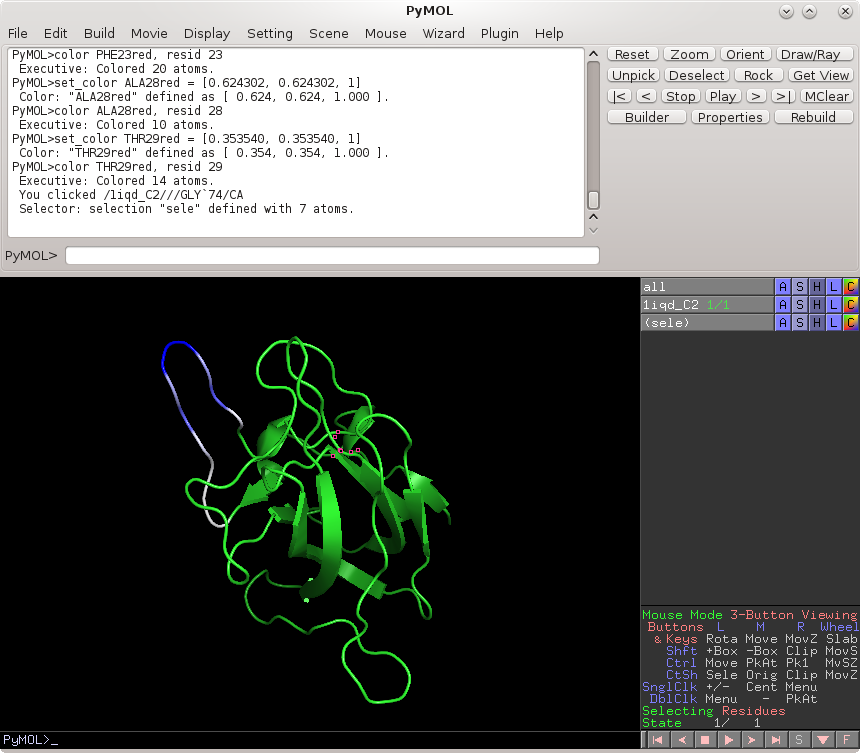 PyMOL
File Edit Build Movie Display Setting Scene Mouse Wizard Plugin Help
PyMOL>color PHE23red, resid 23
Executive: Colored 20 atoms.
PyMOL>set_color ALA28red = [0.624302, 0.624302, 1]
Color: "ALA28red" defined as [ 0.624, 0.624, 1.000 ].
PyMOL>color ALA28red, resid 28
Executive: Colored 10 atoms.
PyMOL>set_color THR29red = [0.353540, 0.353540, 1]
Color: "THR29red" defined as [ 0.354, 0.354, 1.000 ].
PyMOL>color THR29red, resid 29
Executive: Colored 14 atoms.
You clicked /1iqd_C2///GLY`74/CA
Selector: selection "sele" defined with 7 atoms.
PyMOL>
Reset Zoom Orient Draw/Ray
Unpick Deselect Rock Get View
|< < Stop Play > >| MClear
Builder Properties Rebuild
all A S H L C
1iqd_C2 1/1 A S H L C
(sele) A S H L C
Mouse Mode 3-Button Viewing
Buttons L M R Wheel
& Keys Rota Move MovZ Slab
Shft +Box -Box Clip MovS
Ctrl Move PkAt Pk1 MvSZ
CtSh Sele Orig Clip MovZ
SnglClk +/- Cent Menu
DblClk Menu - PkAt
Selecting Residues
State 1/ 1
PyMOL>_
S F